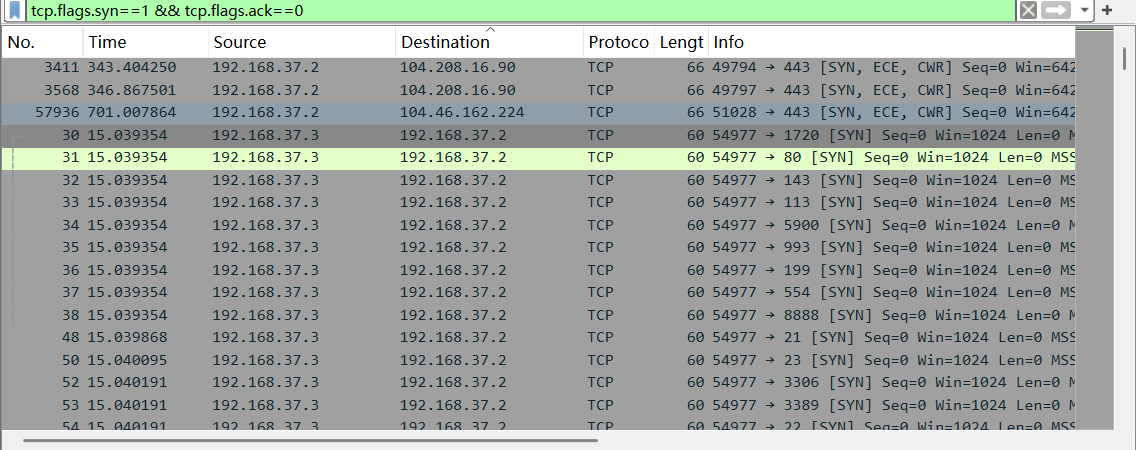 tcp.flags.syn==1 && tcp.flags.ack==0
No. Time Source Destination Protoco Lengt Info
3411 343.404250 192.168.37.2 104.208.16.90 TCP 66 49794 → 443 [SYN, ECE, CWR] Seq=0 Win=642
3568 346.867501 192.168.37.2 104.208.16.90 TCP 66 49797 → 443 [SYN, ECE, CWR] Seq=0 Win=642
57936 701.007864 192.168.37.2 104.46.162.224 TCP 66 51028 → 443 [SYN, ECE, CWR] Seq=0 Win=642
30 15.039354 192.168.37.3 192.168.37.2 TCP 60 54977 → 1720 [SYN] Seq=0 Win=1024 Len=0 M
31 15.039354 192.168.37.3 192.168.37.2 TCP 60 54977 → 80 [SYN] Seq=0 Win=1024 Len=0 MSS
32 15.039354 192.168.37.3 192.168.37.2 TCP 60 54977 → 143 [SYN] Seq=0 Win=1024 Len=0 MS
33 15.039354 192.168.37.3 192.168.37.2 TCP 60 54977 → 113 [SYN] Seq=0 Win=1024 Len=0 MS
34 15.039354 192.168.37.3 192.168.37.2 TCP 60 54977 → 5900 [SYN] Seq=0 Win=1024 Len=0 M
35 15.039354 192.168.37.3 192.168.37.2 TCP 60 54977 → 993 [SYN] Seq=0 Win=1024 Len=0 MS
36 15.039354 192.168.37.3 192.168.37.2 TCP 60 54977 → 199 [SYN] Seq=0 Win=1024 Len=0 MS
37 15.039354 192.168.37.3 192.168.37.2 TCP 60 54977 → 554 [SYN] Seq=0 Win=1024 Len=0 MS
38 15.039354 192.168.37.3 192.168.37.2 TCP 60 54977 → 8888 [SYN] Seq=0 Win=1024 Len=0 M
48 15.039868 192.168.37.3 192.168.37.2 TCP 60 54977 → 21 [SYN] Seq=0 Win=1024 Len=0 MSS
50 15.040095 192.168.37.3 192.168.37.2 TCP 60 54977 → 23 [SYN] Seq=0 Win=1024 Len=0 MSS
52 15.040191 192.168.37.3 192.168.37.2 TCP 60 54977 → 3306 [SYN] Seq=0 Win=1024 Len=0 M
53 15.040191 192.168.37.3 192.168.37.2 TCP 60 54977 → 3389 [SYN] Seq=0 Win=1024 Len=0 M
54 15.040191 192.168.37.3 192.168.37.2 TCP 60 54977 → 22 [SYN] Seq=0 Win=1024 Len=0 MSS